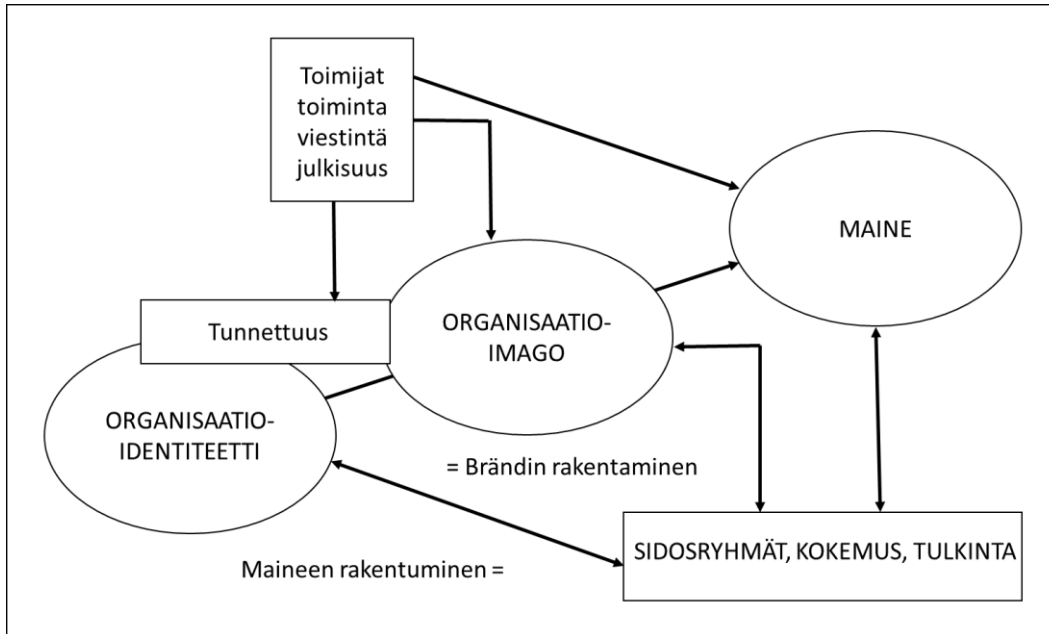 Toimijat
toiminta
viestintä
julkisuus
MAINE
Tunnettuus
ORGANISAATIO-
IMAGO
ORGANISAATIO-
IDENTITEETTI
= Brändin rakentaminen
SIDOSRYHMÄT, KOKEMUS, TULKINTA
Maineen rakentuminen =